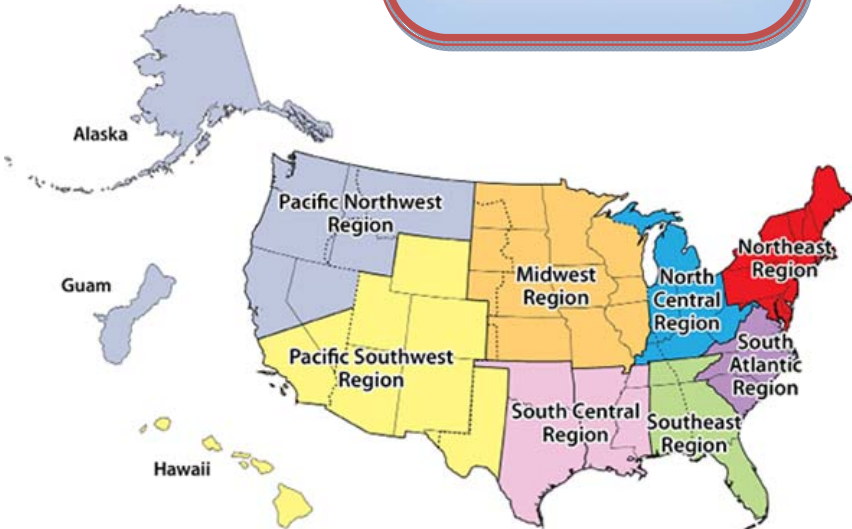 Alaska
Pacific Northwest
Region
Guam
Midwest
Region
North
Central
Region
Northeast
Region
Pacific Southwest
Region
South
Atlantic
Region
South Central
Region
Southeast
Region
Hawaii